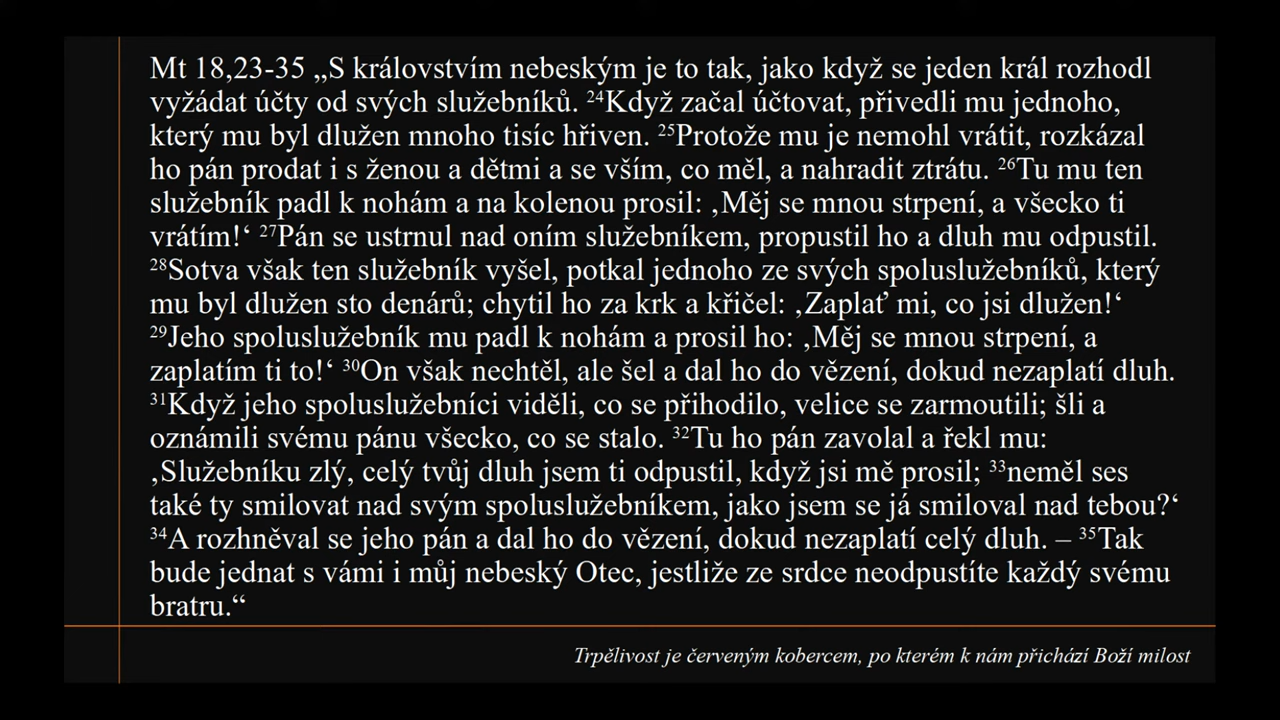 Mt 18,23-35 „S královstvím nebeským je to tak, jako když se jeden král rozhodl
vyžádat účty od svých služebníků. ²⁴Když začal účtovat, přivedli mu jednoho,
který mu byl dlužen mnoho tisíc hřiven. ²⁵Protože mu je nemohl vrátit, rozkázal
ho pán prodat i s ženou a dětmi a se vším, co měl, a nahradit ztrátu. ²⁶Tu mu ten
služebník padl k nohám a na kolenou prosil: ‚Měj se mnou strpení, a všecko ti
vrátím!‘ ²⁷Pán se ustrnul nad oním služebníkem, propustil ho a dluh mu odpustil.
²⁸Sotva však ten služebník vyšel, potkal jednoho ze svých spoluslužebníků, který
mu byl dlužen sto denárů; chytil ho za krk a křičel: ‚Zaplať mi, co jsi dlužen!‘
²⁹Jeho spoluslužebník mu padl k nohám a prosil ho: ‚Měj se mnou strpení, a
zaplatím ti to!‘ ³⁰On však nechtěl, ale šel a dal ho do vězení, dokud nezaplatí dluh.
³¹Když jeho spoluslužebníci viděli, co se přihodilo, velice se zarmoutili; šli a
oznámili svému pánu všecko, co se stalo. ³²Tu ho pán zavolal a řekl mu:
‚Služebníku zlý, celý tvůj dluh jsem ti odpustil, když jsi mě prosil; ³³neměl ses
také ty smilovat nad svým spoluslužebníkem, jako jsem se já smiloval nad tebou?‘
³⁴A rozhněval se jeho pán a dal ho do vězení, dokud nezaplatí celý dluh. – ³⁵Tak
bude jednat s vámi i můj nebeský Otec, jestliže ze srdce neodpustíte každý svému
bratru.“
Trpělivost je červeným kobercem, po kterém k nám přichází Boží milost